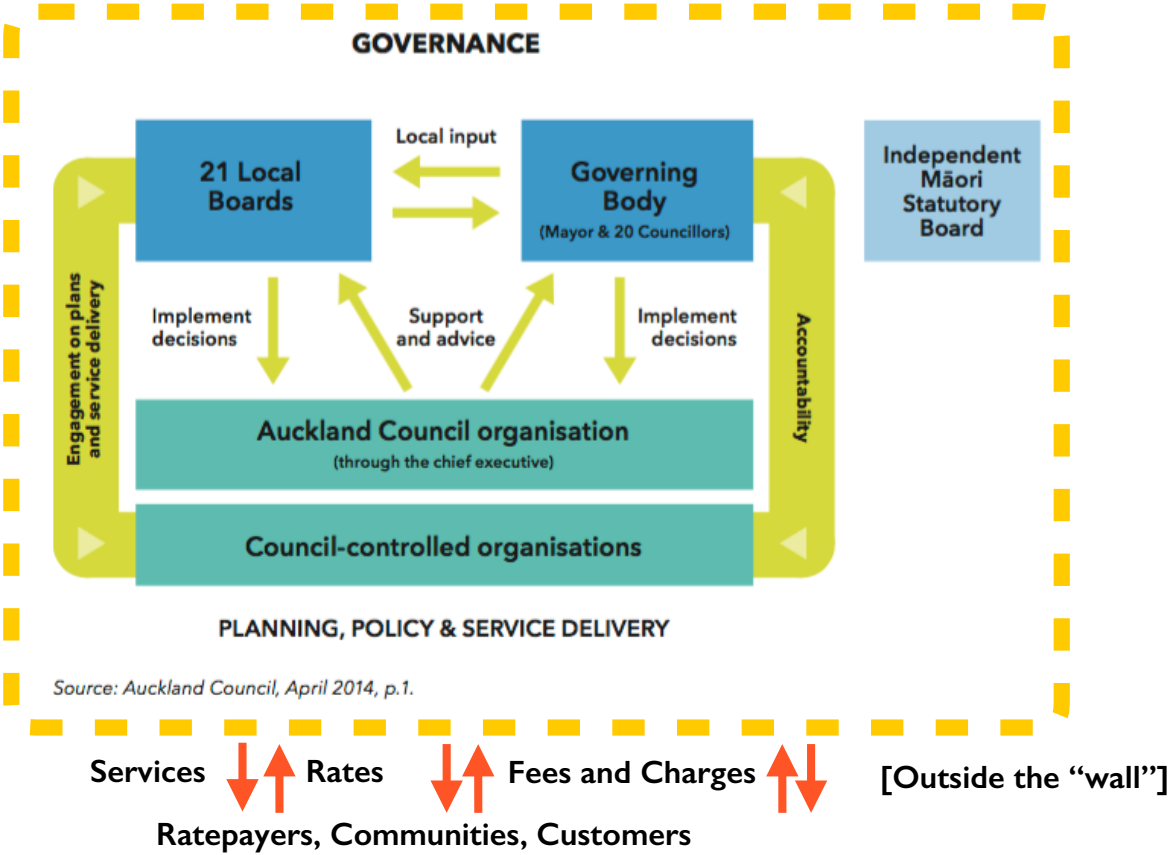 GOVERNANCE
21 Local
Boards
Local input
Governing
Body
(Mayor & 20 Councillors)
Independent
Māori
Statutory
Board
Engagement on plans
and service delivery
Implement
decisions
Support
and advice
Implement
decisions
Accountability
Auckland Council organisation
(through the chief executive)
Council-controlled organisations
PLANNING, POLICY & SERVICE DELIVERY
Source: Auckland Council, April 2014, p.1.
Services
Rates
Fees and Charges
[Outside the “wall”]
Ratepayers, Communities, Customers